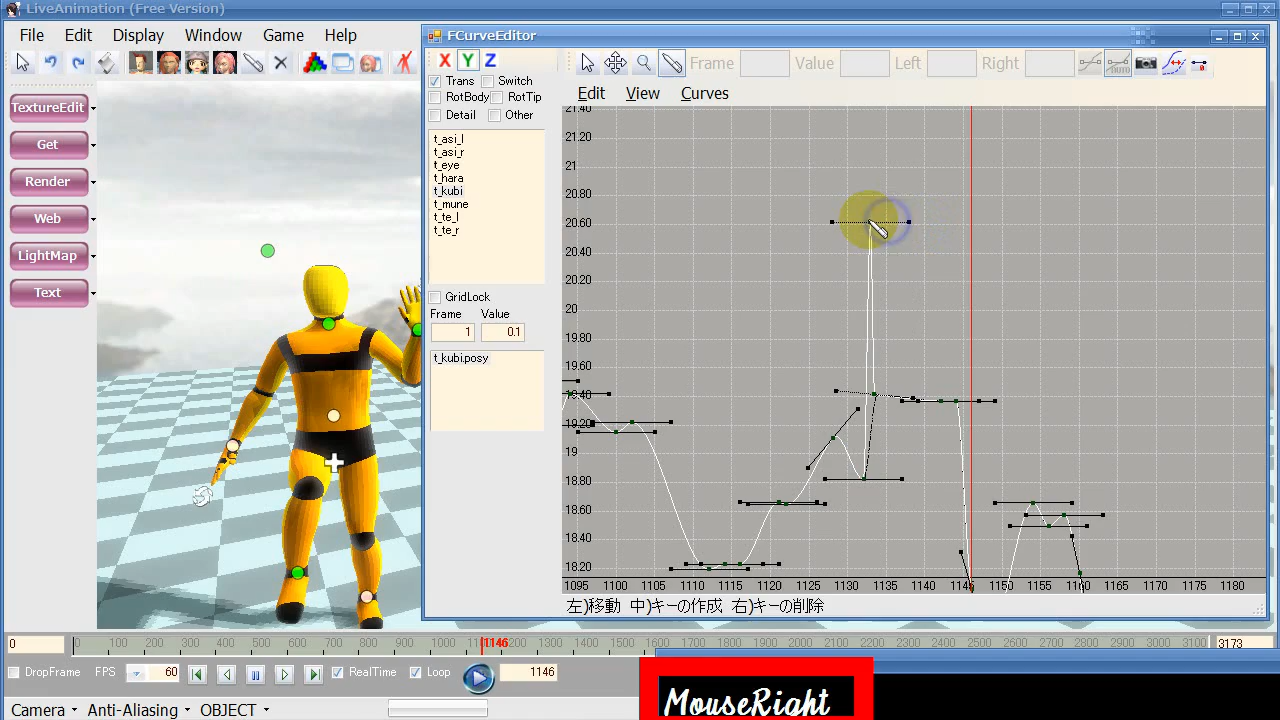 LiveAnimation (Free Version)
File Edit Display Window Game Help
FCurveEditor
X Y Z
Trans Switch
RotBody RotTip
Detail Other
Frame Value Left Right
Edit View Curves
TextureEdit
Get
Render
Web
LightMap
Text
t_asi_l
t_asi_r
t_eye
t_hara
t_kubi
t_mune
t_te_l
t_te_r
GridLock
Frame Value
1 0.1
t_kubi.posy
21.40
21.20
21
20.80
20.60
20.40
20.20
20
19.80
19.60
19.40
19.20
19
18.80
18.60
18.40
18.20
1095 1100 1105 1110 1115 1120 1125 1130 1135 1140 1146 1150 1155 1160 1165 1170 1175 1180
左)移動 中)キーの作成 右)キーの削除
0 0 100 200 300 400 500 600 700 800 900 1000 1146 1200 1300 1400 1500 1600 1700 1800 1900 2000 2100 2200 2300 2400 2500 2600 2700 2800 2900 3000 3100 3173
DropFrame FPS 60 RealTime Loop 1146
MouseRight
Camera Anti-Aliasing OBJECT